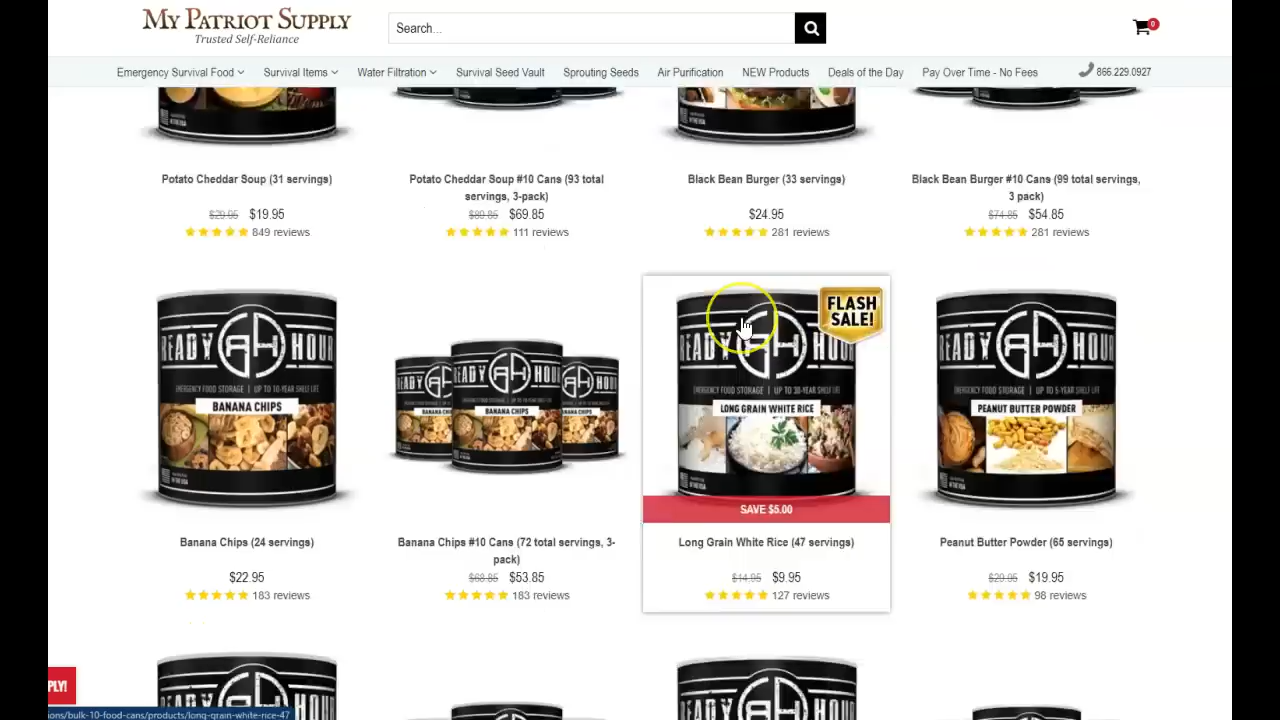 MY PATRIOT SUPPLY
Trusted Self-Reliance
Search...
0
Emergency Survival Food
Survival Items
Water Filtration
Survival Seed Vault
Sprouting Seeds
Air Purification
NEW Products
Deals of the Day
Pay Over Time - No Fees
866.229.0927
Potato Cheddar Soup (31 servings)
$29.95 $19.95
849 reviews
Potato Cheddar Soup #10 Cans (93 total
servings, 3-pack)
$89.85 $69.85
111 reviews
Black Bean Burger (33 servings)
$24.95
281 reviews
Black Bean Burger #10 Cans (99 total servings,
3 pack)
$74.85 $54.85
281 reviews
READY HOUR
EMERGENCY FOOD STORAGE | UP TO 10-YEAR SHELF LIFE
BANANA CHIPS
Banana Chips (24 servings)
$22.95
183 reviews
READY HOUR
BANANA CHIPS
Banana Chips #10 Cans (72 total servings, 3-
pack)
$68.85 $53.85
183 reviews
FLASH
SALE!
READY HOUR
EMERGENCY FOOD STORAGE | UP TO 30-YEAR SHELF LIFE
LONG GRAIN WHITE RICE
SAVE $5.00
Long Grain White Rice (47 servings)
$14.95 $9.95
127 reviews
READY HOUR
EMERGENCY FOOD STORAGE | UP TO 5-YEAR SHELF LIFE
PEANUT BUTTER POWDER
Peanut Butter Powder (65 servings)
$29.95 $19.95
98 reviews
PLY!
ons/bulk-10-food-cans/products/long-grain-white-rice-47